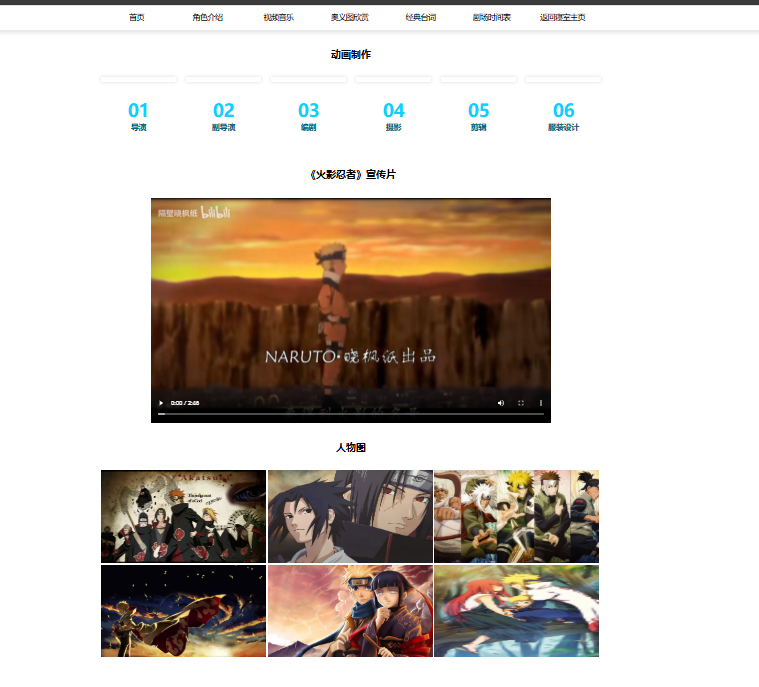 首页 角色介绍 视频音乐 奥义图欣赏 经典台词 剧场时间表 返回寝室主页
动画制作
01 02 03 04 05 06
导演 副导演 编剧 摄影 剪辑 服装设计
《火影忍者》宣传片
隔壁晓枫纸 bilibili
NARUTO·晓枫纸出品
0:00 / 2:46
人物图
"Akatsuki"